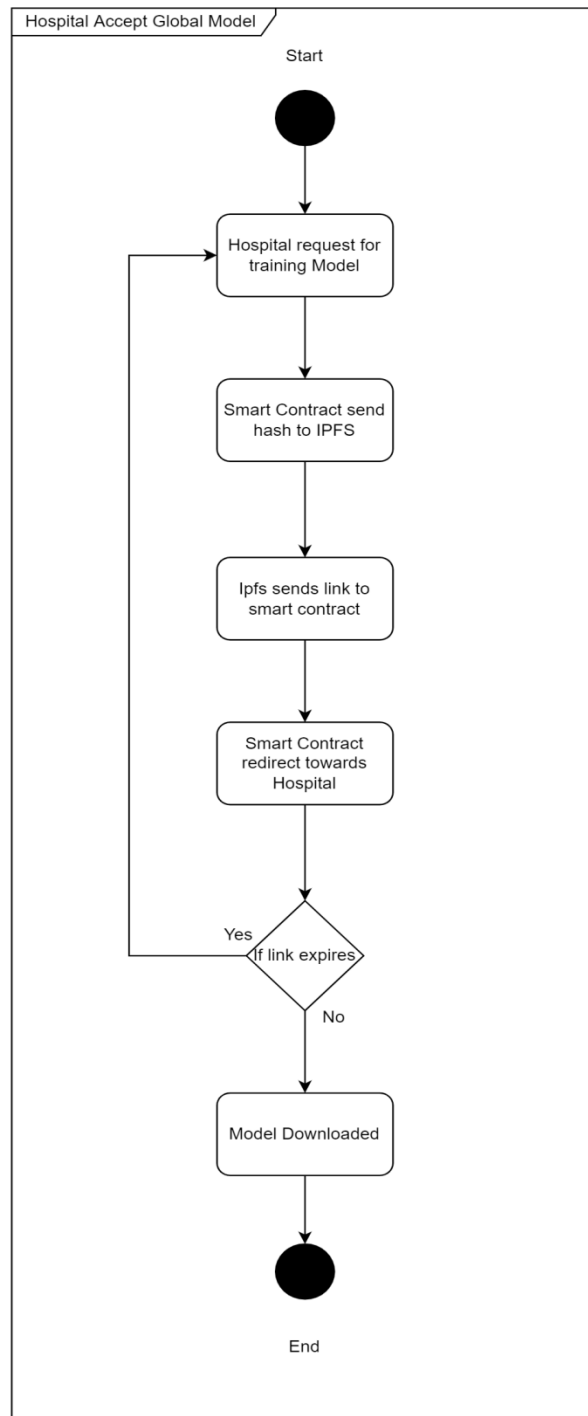 Hospital Accept Global Model
Start
Hospital request for
training Model
Smart Contract send
hash to IPFS
Ipfs sends link to
smart contract
Smart Contract
redirect towards
Hospital
Yes
If link expires
No
Model Downloaded
End